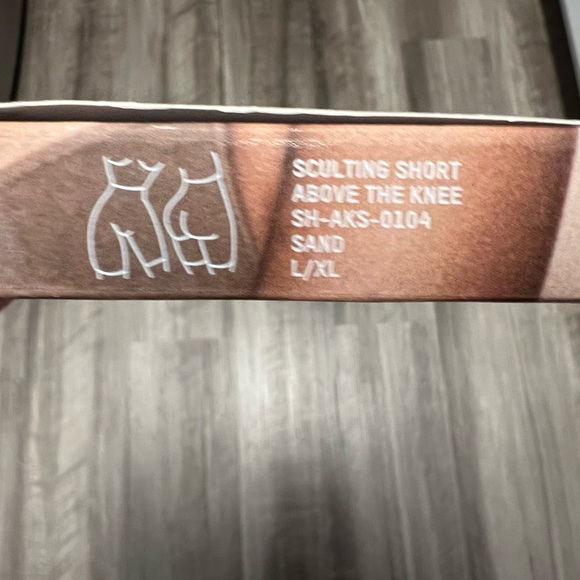 SCULTING SHORT
ABOVE THE KNEE
SH-AKS-0104
SAND
L/XL